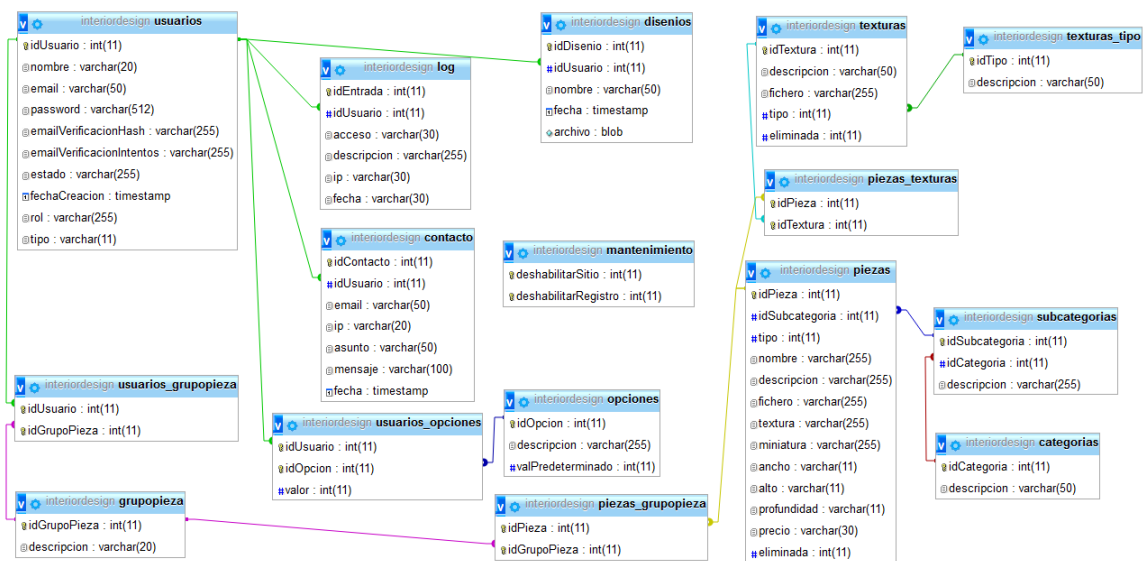 interiordesign usuarios
idUsuario : int(11)
nombre : varchar(20)
email : varchar(50)
password : varchar(512)
emailVerificacionHash : varchar(255)
emailVerificacionIntentos : varchar(255)
estado : varchar(255)
fechaCreacion : timestamp
rol : varchar(255)
tipo : varchar(11)
interiordesign log
idEntrada : int(11)
idUsuario : int(11)
acceso : varchar(30)
descripcion : varchar(255)
ip : varchar(30)
fecha : varchar(30)
interiordesign disenios
idDisenio : int(11)
idUsuario : int(11)
nombre : varchar(50)
fecha : timestamp
archivo : blob
interiordesign texturas
idTextura : int(11)
descripcion : varchar(50)
fichero : varchar(255)
tipo : int(11)
eliminada : int(11)
interiordesign texturas_tipo
idTipo : int(11)
descripcion : varchar(50)
interiordesign piezas_texturas
idPieza : int(11)
idTextura : int(11)
interiordesign contacto
idContacto : int(11)
idUsuario : int(11)
email : varchar(50)
ip : varchar(20)
asunto : varchar(50)
mensaje : varchar(100)
fecha : timestamp
interiordesign mantenimiento
deshabilitarSitio : int(11)
deshabilitarRegistro : int(11)
interiordesign piezas
idPieza : int(11)
idSubcategoria : int(11)
tipo : int(11)
nombre : varchar(255)
descripcion : varchar(255)
fichero : varchar(255)
textura : varchar(255)
miniatura : varchar(255)
ancho : varchar(11)
alto : varchar(11)
profundidad : varchar(11)
precio : varchar(30)
eliminada : int(11)
interiordesign subcategorias
idSubcategoria : int(11)
idCategoria : int(11)
descripcion : varchar(255)
interiordesign categorias
idCategoria : int(11)
descripcion : varchar(50)
interiordesign usuarios_grupopieza
idUsuario : int(11)
idGrupoPieza : int(11)
interiordesign usuarios_opciones
idUsuario : int(11)
idOpcion : int(11)
valor : int(11)
interiordesign opciones
idOpcion : int(11)
descripcion : varchar(255)
valPredeterminado : int(11)
interiordesign grupopieza
idGrupoPieza : int(11)
descripcion : varchar(20)
interiordesign piezas_grupopieza
idPieza : int(11)
idGrupoPieza : int(11)